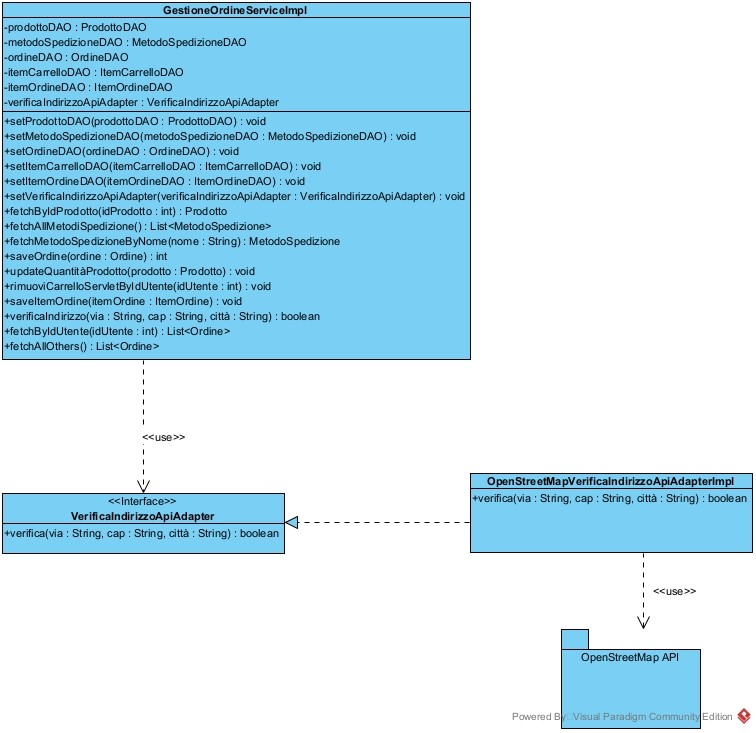 GestioneOrdineServiceImpl
-prodottoDAO : ProdottoDAO
-metodoSpedizioneDAO : MetodoSpedizioneDAO
-ordineDAO : OrdineDAO
-itemCarrelloDAO : ItemCarrelloDAO
-itemOrdineDAO : ItemOrdineDAO
-verificaIndirizzoApiAdapter : VerificaIndirizzoApiAdapter
+setProdottoDAO(prodottoDAO : ProdottoDAO) : void
+setMetodoSpedizioneDAO(metodoSpedizioneDAO : MetodoSpedizioneDAO) : void
+setOrdineDAO(ordineDAO : OrdineDAO) : void
+setItemCarrelloDAO(itemCarrelloDAO : ItemCarrelloDAO) : void
+setItemOrdineDAO(itemOrdineDAO : ItemOrdineDAO) : void
+setVerificaIndirizzoApiAdapter(verificaIndirizzoApiAdapter : VerificaIndirizzoApiAdapter) : void
+fetchByIdProdotto(idProdotto : int) : Prodotto
+fetchAllMetodiSpedizione() : List<MetodoSpedizione>
+fetchMetodoSpedizioneByNome(nome : String) : MetodoSpedizione
+saveOrdine(ordine : Ordine) : int
+updateQuantitàProdotto(prodotto : Prodotto) : void
+rimuoviCarrelloServletByIdUtente(idUtente : int) : void
+saveItemOrdine(itemOrdine : ItemOrdine) : void
+verificaIndirizzo(via : String, cap : String, città : String) : boolean
+fetchByIdUtente(idUtente : int) : List<Ordine>
+fetchAllOthers() : List<Ordine>
<<use>>
<<Interface>>
VerificaIndirizzoApiAdapter
+verifica(via : String, cap : String, città : String) : boolean
OpenStreetMapVerificaIndirizzoApiAdapterImpl
+verifica(via : String, cap : String, città : String) : boolean
<<use>>
OpenStreetMap API
Powered By Visual Paradigm Community Edition